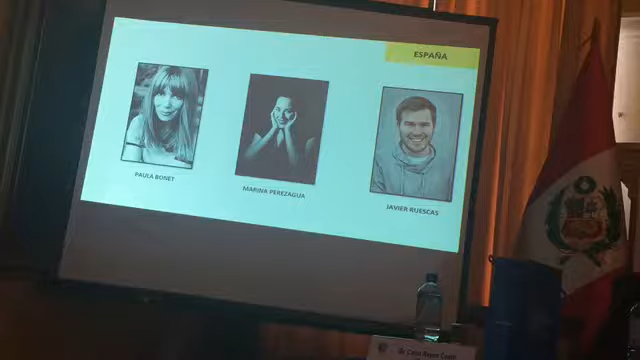 ESPAÑA
PAULA BONET
MARINA PEREZAGUA
JAVIER RUESCAS